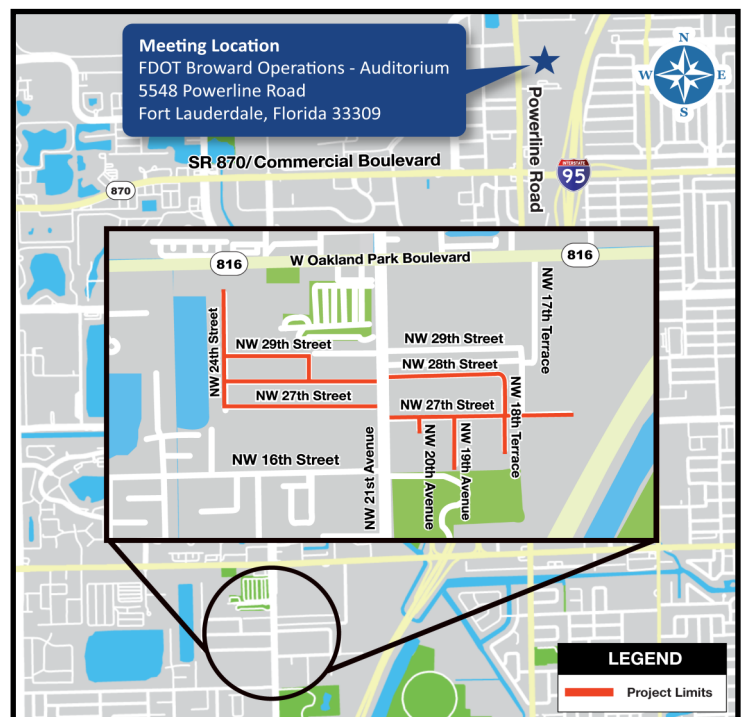 Meeting Location
FDOT Broward Operations - Auditorium
5548 Powerline Road
Fort Lauderdale, Florida 33309
N
W
E
S
Powerline Road
SR 870/Commercial Boulevard
870
INTERSTATE
95
816
W Oakland Park Boulevard
816
NW 17th Terrace
NW 24th Street
NW 29th Street
NW 29th Street
NW 28th Street
NW 27th Street
NW 27th Street
NW 18th Terrace
NW 16th Street
NW 21st Avenue
NW 20th Avenue
NW 19th Avenue
LEGEND
Project Limits